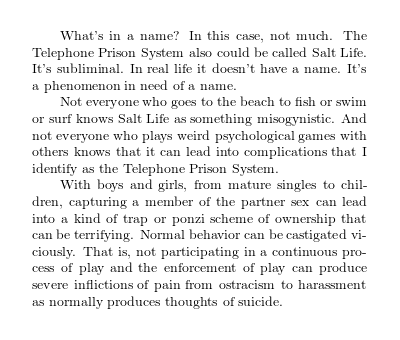 What's in a name? In this case, not much. The
Telephone Prison System also could be called Salt Life.
It's subliminal. In real life it doesn't have a name. It's
a phenomenon in need of a name.
Not everyone who goes to the beach to fish or swim
or surf knows Salt Life as something misogynistic. And
not everyone who plays weird psychological games with
others knows that it can lead into complications that I
identify as the Telephone Prison System.
With boys and girls, from mature singles to chil-
dren, capturing a member of the partner sex can lead
into a kind of trap or ponzi scheme of ownership that
can be terrifying. Normal behavior can be castigated vi-
ciously. That is, not participating in a continuous pro-
cess of play and the enforcement of play can produce
severe inflictions of pain from ostracism to harassment
as normally produces thoughts of suicide.